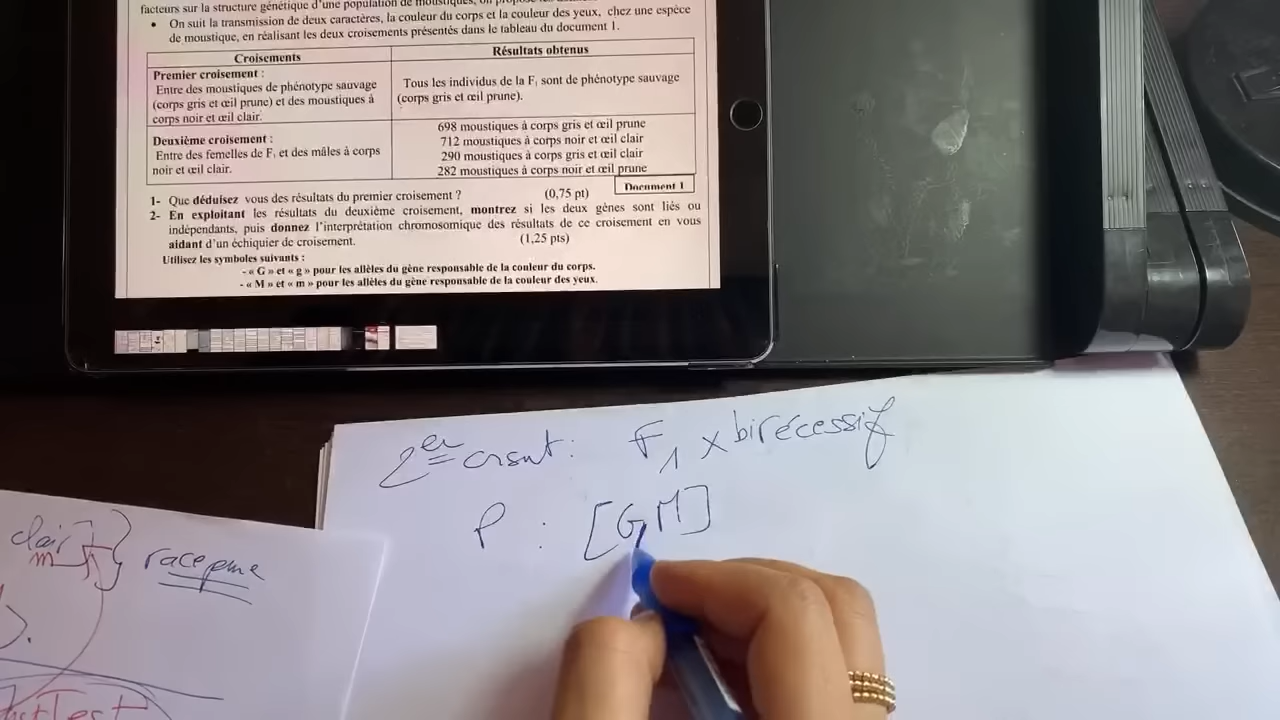 facteurs sur la structure génétique d'une population de moustiques, on propose les
• On suit la transmission de deux caractères, la couleur du corps et la couleur des yeux, chez une espèce
de moustique, en réalisant les deux croisements présentés dans le tableau du document 1.
Croisements
Résultats obtenus
Premier croisement :
Entre des moustiques de phénotype sauvage
(corps gris et œil prune) et des moustiques à
corps noir et œil clair.
Tous les individus de la F₁ sont de phénotype sauvage
(corps gris et œil prune).
Deuxième croisement :
Entre des femelles de F₁ et des mâles à corps
noir et œil clair.
698 moustiques à corps gris et œil prune
712 moustiques à corps noir et œil clair
290 moustiques à corps gris et œil clair
282 moustiques à corps noir et œil prune
Document 1
1- Que déduisez vous des résultats du premier croisement ? (0,75 pt)
2- En exploitant les résultats du deuxième croisement, montrez si les deux gènes sont liés ou
indépendants, puis donnez l'interprétation chromosomique des résultats de ce croisement en vous
aidant d'un échiquier de croisement. (1,25 pts)
Utilisez les symboles suivants :
- « G » et « g » pour les allèles du gène responsable de la couleur du corps.
- « M » et « m » pour les allèles du gène responsable de la couleur des yeux.
2er crsnt : F1 x birécessif
P : [G,M]
clair
m
race pure
Test